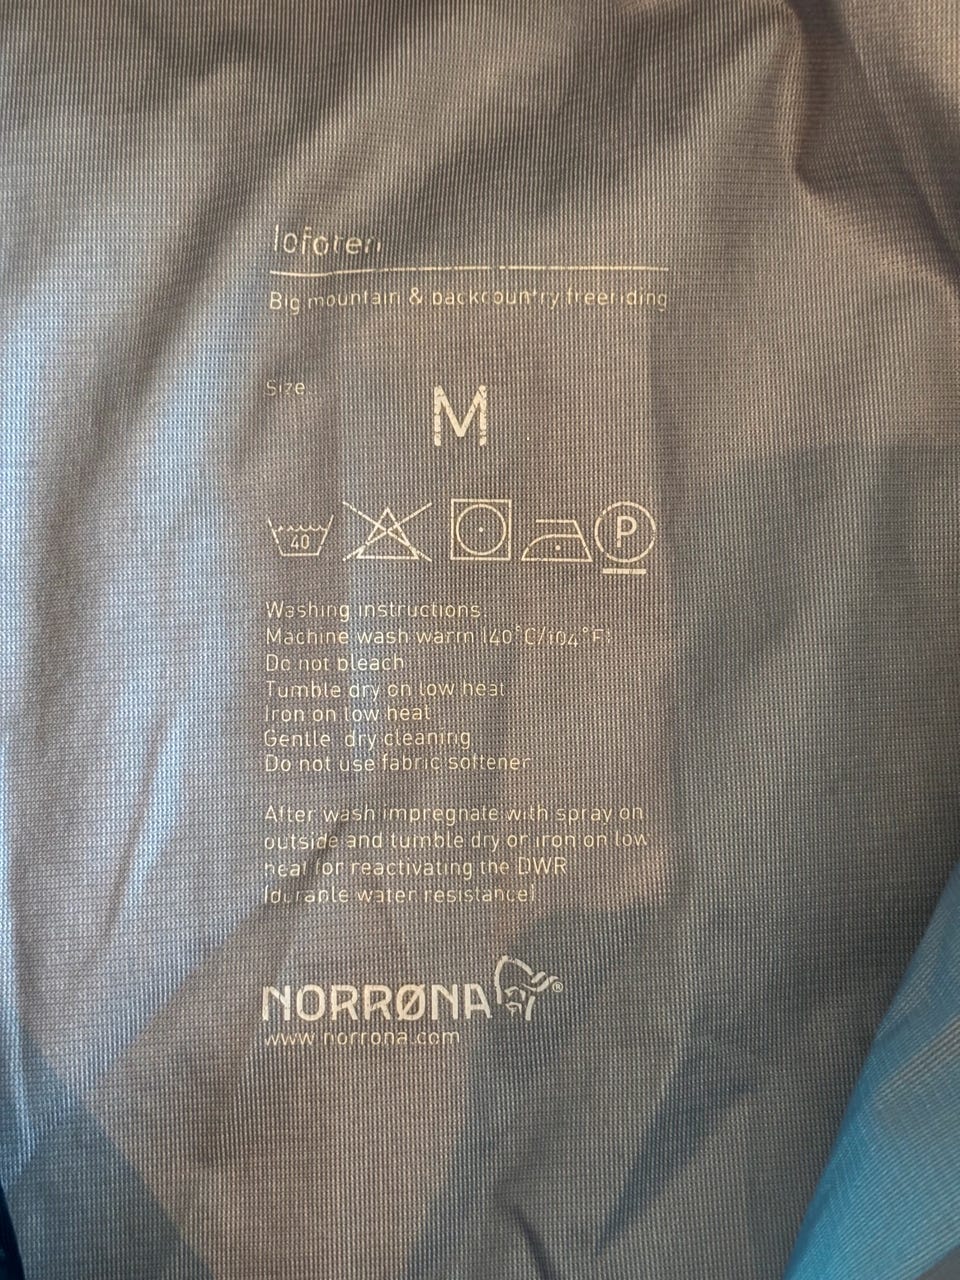 lofoten
Big mountain & backcountry freeriding
Size:
M
40
P
Washing instructions:
Machine wash warm (40°C/104°F)
Do not bleach
Tumble dry on low heat
Iron on low heat
Gentle dry cleaning
Do not use fabric softener
After wash impregnate with spray on
outside and tumble dry or iron on low
heat for reactivating the DWR
(durable water resistance)
NORRØNA ®
www.norrona.com